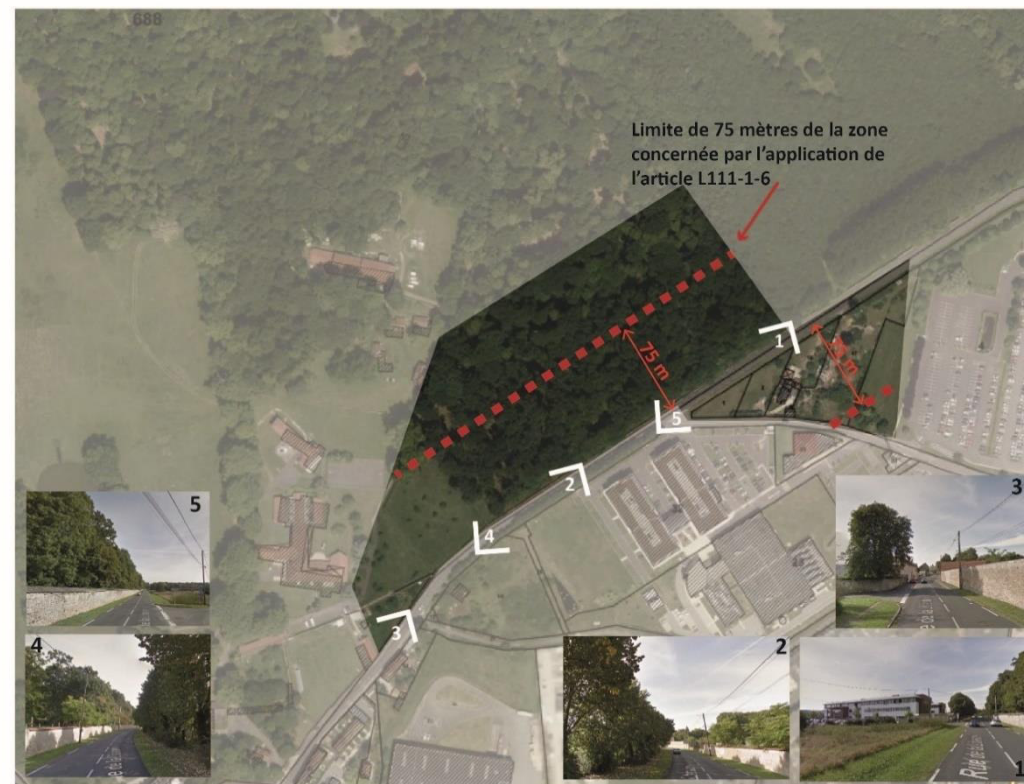 688
Limite de 75 mètres de la zone
concernée par l'application de
l'article L111-1-6
1
75 m
5
2
4
3
5
3
4
2
1